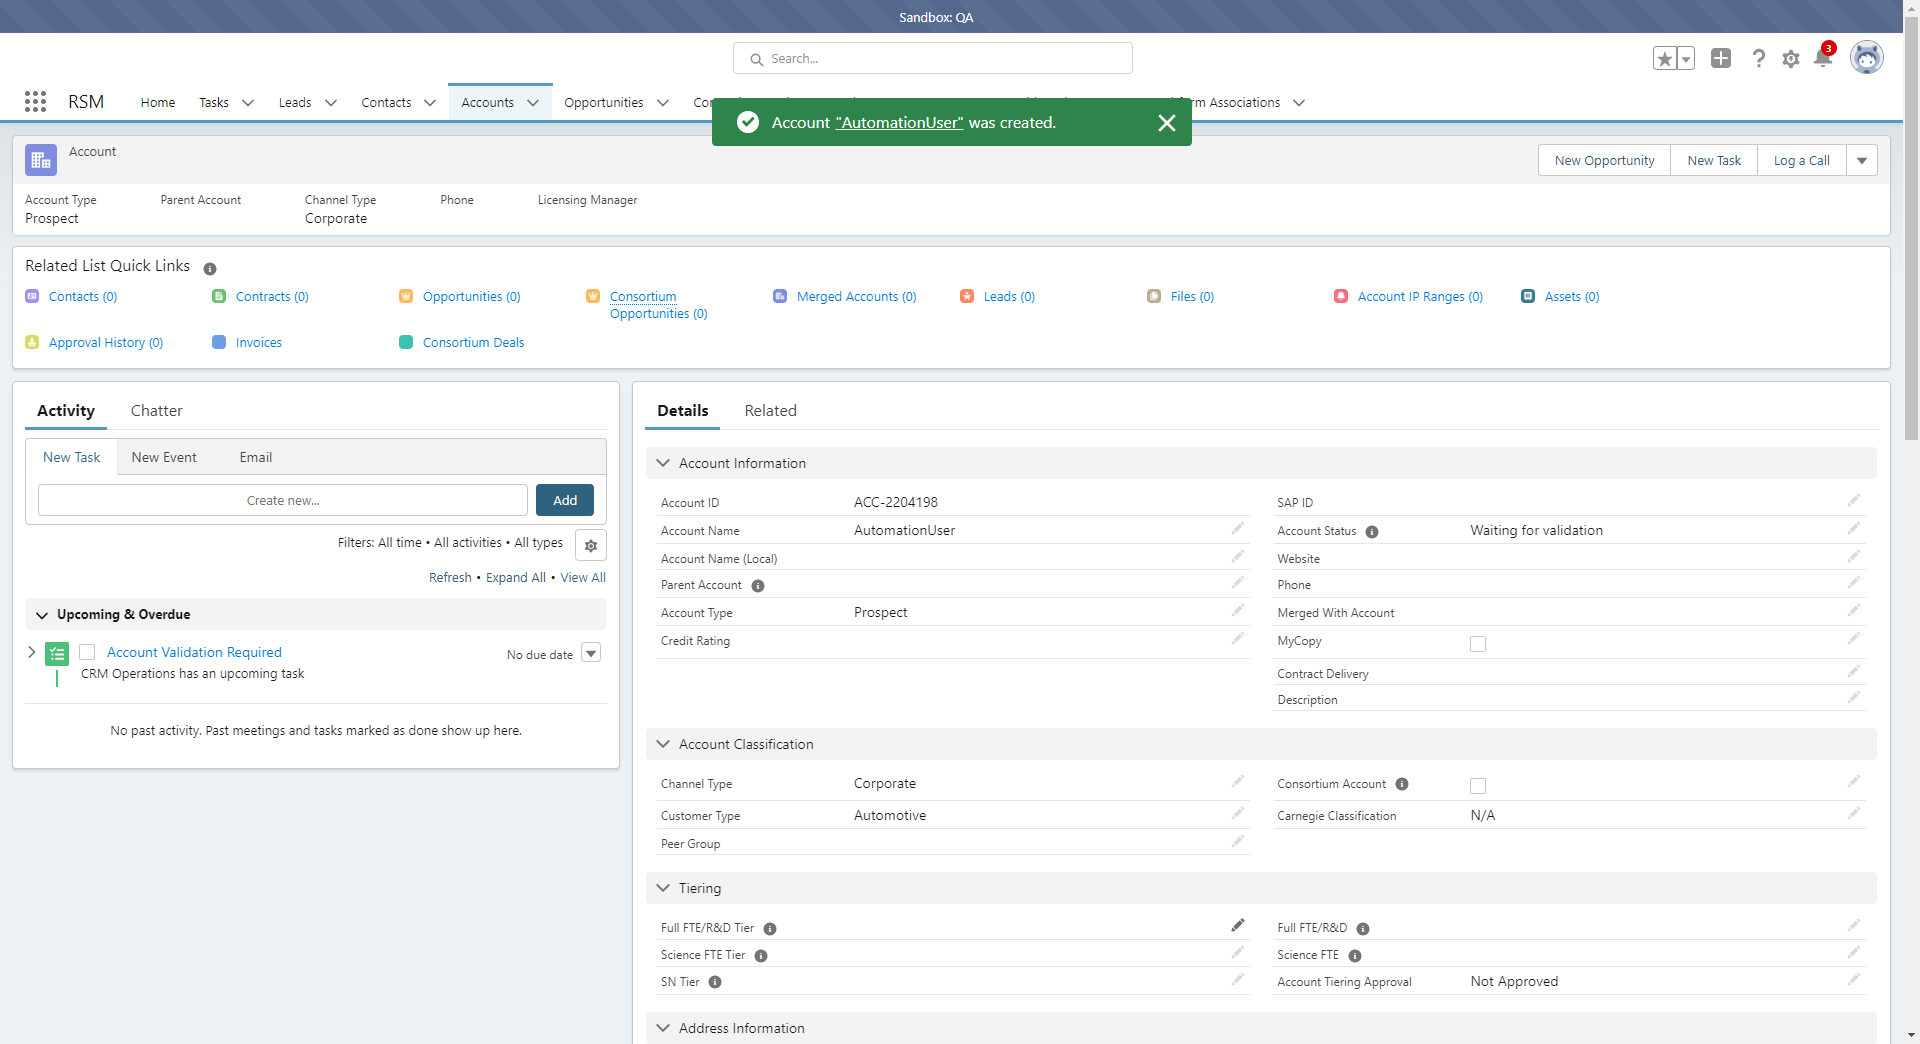 Sandbox: QA
Search...
3
RSM
Home
Tasks
Leads
Contacts
Accounts
Opportunities
Associations
Account "AutomationUser" was created.
Account
New Opportunity
New Task
Log a Call
Account Type
Parent Account
Channel Type
Phone
Licensing Manager
Prospect
Corporate
Related List Quick Links
Contacts (0)
Contracts (0)
Opportunities (0)
Consortium
Opportunities (0)
Merged Accounts (0)
Leads (0)
Files (0)
Account IP Ranges (0)
Assets (0)
Approval History (0)
Invoices
Consortium Deals
Activity
Chatter
New Task
New Event
Email
Create new...
Add
Filters: All time • All activities • All types
Refresh • Expand All • View All
Upcoming & Overdue
Account Validation Required
No due date
CRM Operations has an upcoming task
No past activity. Past meetings and tasks marked as done show up here.
Details
Related
Account Information
Account ID
ACC-2204198
SAP ID
Account Name
AutomationUser
Account Status
Waiting for validation
Account Name (Local)
Website
Parent Account
Phone
Account Type
Prospect
Merged With Account
Credit Rating
MyCopy
Contract Delivery
Description
Account Classification
Channel Type
Corporate
Consortium Account
Customer Type
Automotive
Carnegie Classification
N/A
Peer Group
Tiering
Full FTE/R&D Tier
Full FTE/R&D
Science FTE Tier
Science FTE
SN Tier
Account Tiering Approval
Not Approved
Address Information